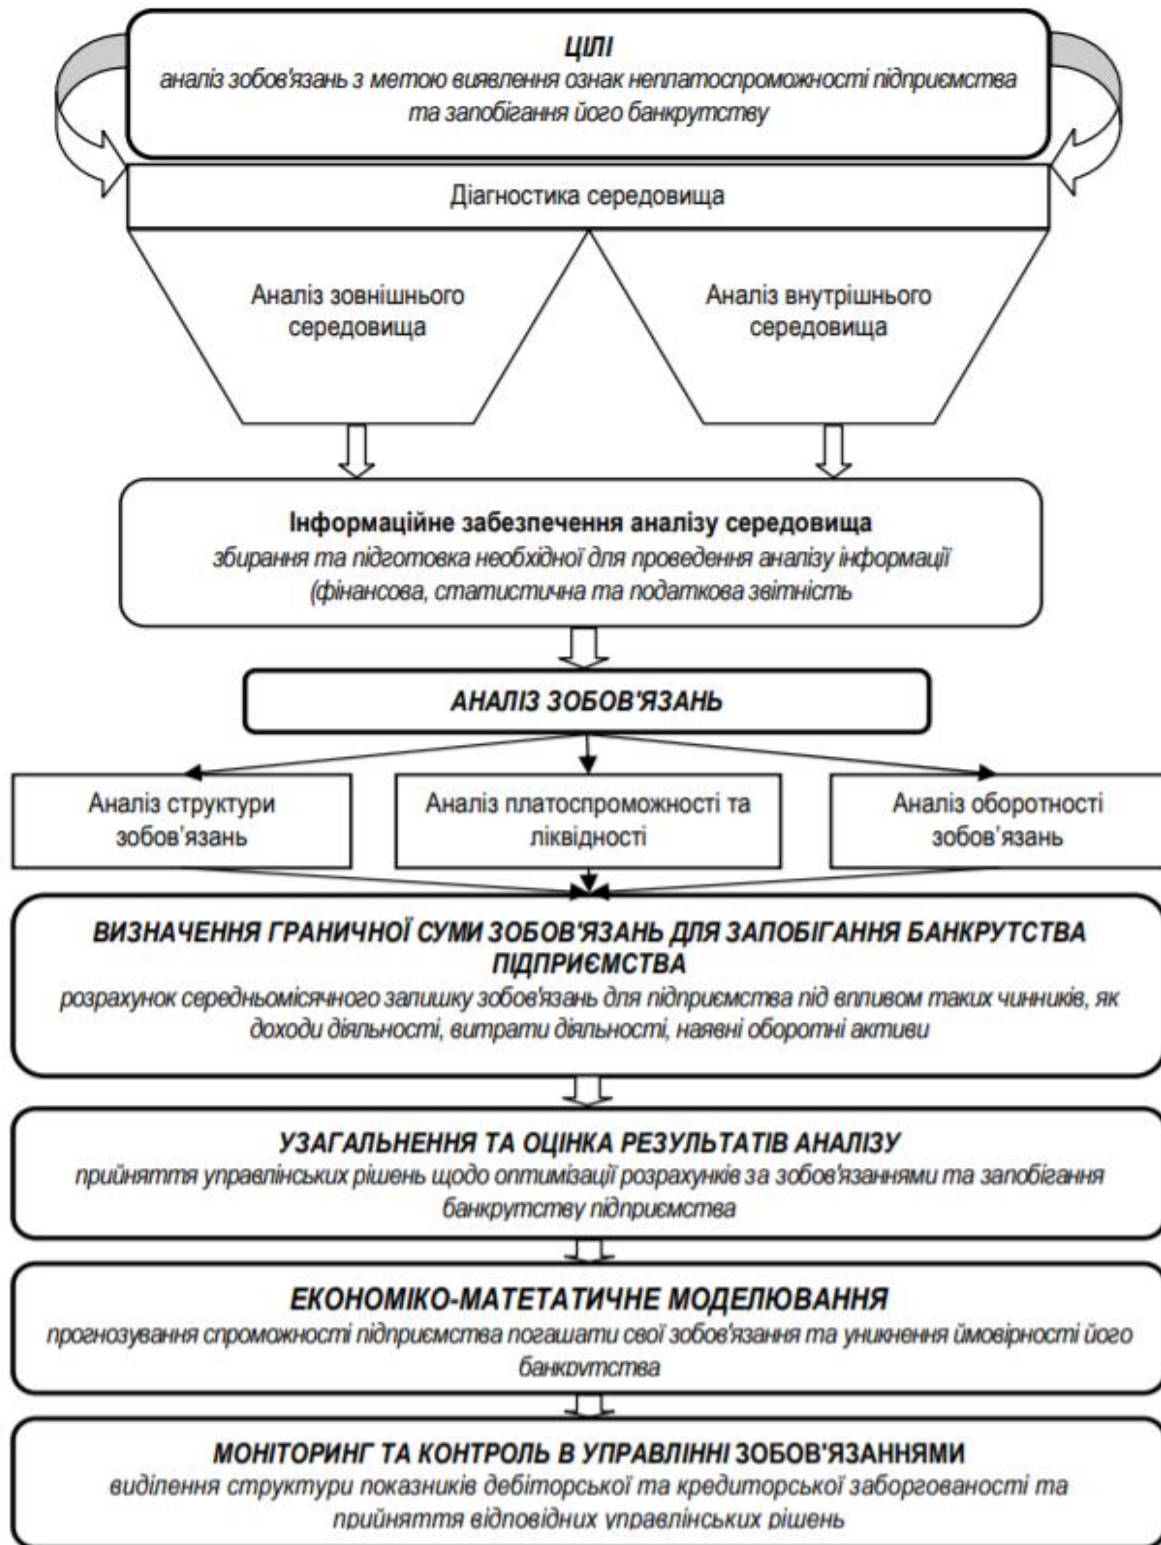 ЦІЛІ
аналіз зобов'язань з метою виявлення ознак неплатоспроможності підприємства
та запобігання його банкрутству
Діагностика середовища
Аналіз зовнішнього
середовища
Аналіз внутрішнього
середовища
Інформаційне забезпечення аналізу середовища
збирання та підготовка необхідної для проведення аналізу інформації
(фінансова, статистична та податкова звітність
АНАЛІЗ ЗОБОВ'ЯЗАНЬ
Аналіз структури
зобов’язань
Аналіз платоспроможності та
ліквідності
Аналіз оборотності
зобов’язань
ВИЗНАЧЕННЯ ГРАНИЧНОЇ СУМИ ЗОБОВ'ЯЗАНЬ ДЛЯ ЗАПОБІГАННЯ БАНКРУТСТВА
ПІДПРИЄМСТВА
розрахунок середньомісячного залишку зобов'язань для підприємства під впливом таких чинників, як
доходи діяльності, витрати діяльності, наявні оборотні активи
УЗАГАЛЬНЕННЯ ТА ОЦІНКА РЕЗУЛЬТАТІВ АНАЛІЗУ
прийняття управлінських рішень щодо оптимізації розрахунків за зобов'язаннями та запобігання
банкрутству підприємства
ЕКОНОМІКО-МАТЕТАТИЧНЕ МОДЕЛЮВАННЯ
прогнозування спроможності підприємства погашати свої зобов'язання та уникнення ймовірності його
банкрутства
МОНІТОРИНГ ТА КОНТРОЛЬ В УПРАВЛІННІ ЗОБОВ'ЯЗАННЯМИ
виділення структури показників дебіторської та кредиторської заборгованості та
прийняття відповідних управлінських рішень